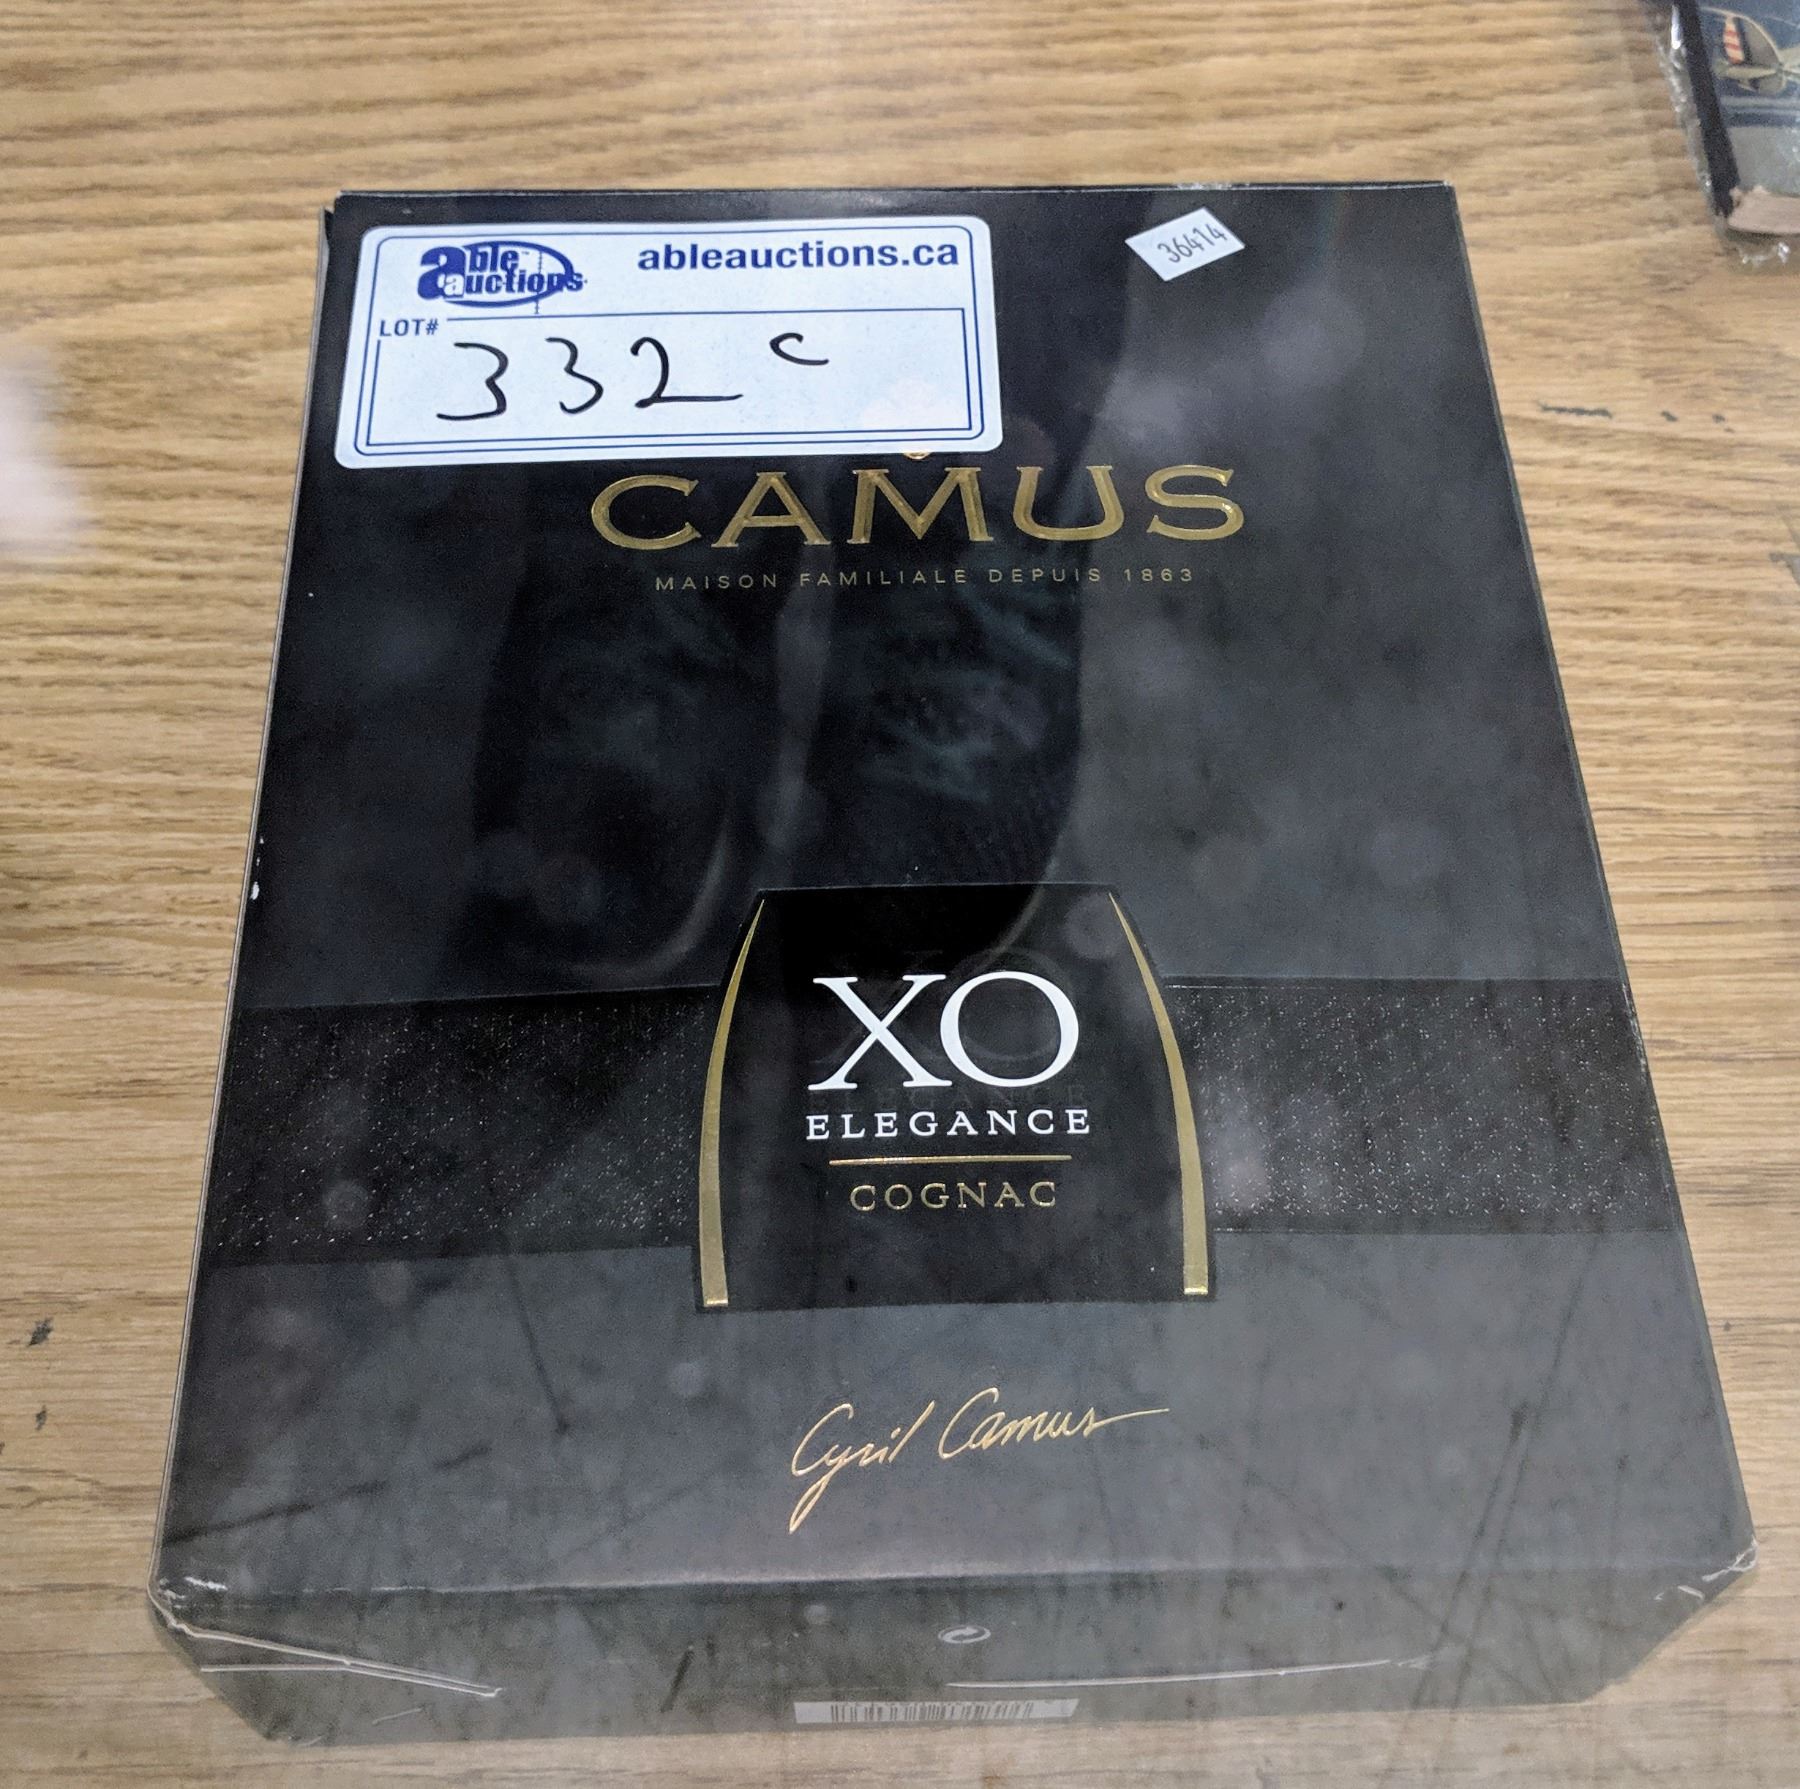 able auctions
ableauctions.ca
36414
LOT#
332 c
CAMUS
MAISON FAMILIALE DEPUIS 1863
XO
ELEGANCE
COGNAC
Cyril Camus